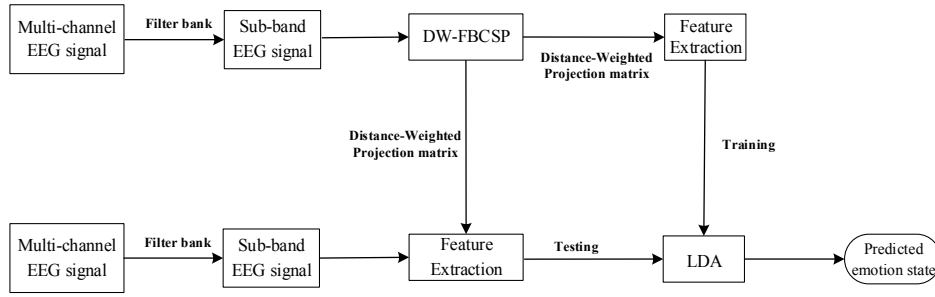 Multi-channel
EEG signal
Filter bank
Sub-band
EEG signal
DW-FBCSP
Distance-Weighted
Projection matrix
Feature
Extraction
Distance-Weighted
Projection matrix
Training
Multi-channel
EEG signal
Filter bank
Sub-band
EEG signal
Feature
Extraction
Testing
LDA
Predicted
emotion state